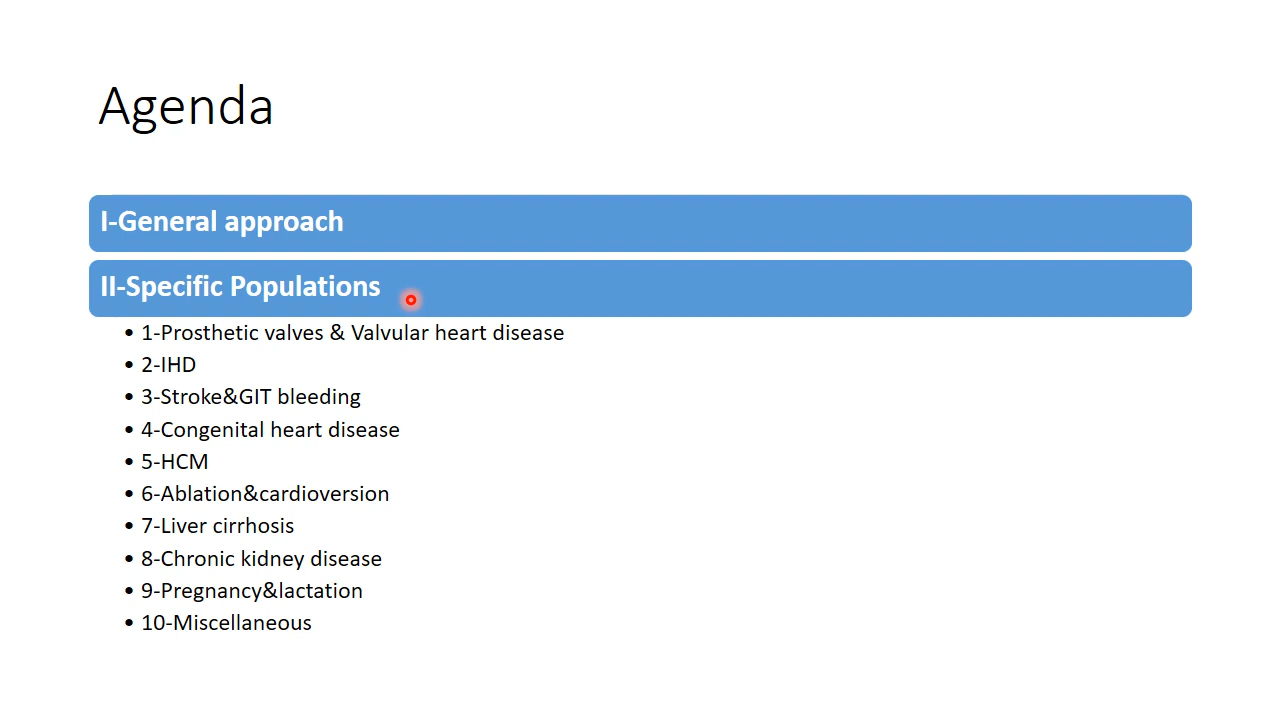 Agenda
I-General approach
II-Specific Populations
• 1-Prosthetic valves & Valvular heart disease
• 2-IHD
• 3-Stroke&GIT bleeding
• 4-Congenital heart disease
• 5-HCM
• 6-Ablation&cardioversion
• 7-Liver cirrhosis
• 8-Chronic kidney disease
• 9-Pregnancy&lactation
• 10-Miscellaneous